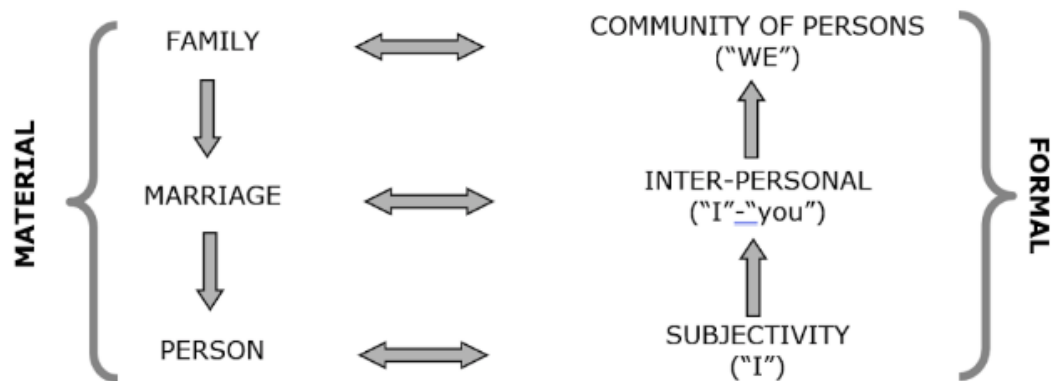 FAMILY
COMMUNITY OF PERSONS
("WE")
MATERIAL
MARRIAGE
INTER-PERSONAL
("I"-"you")
FORMAL
PERSON
SUBJECTIVITY
("I")